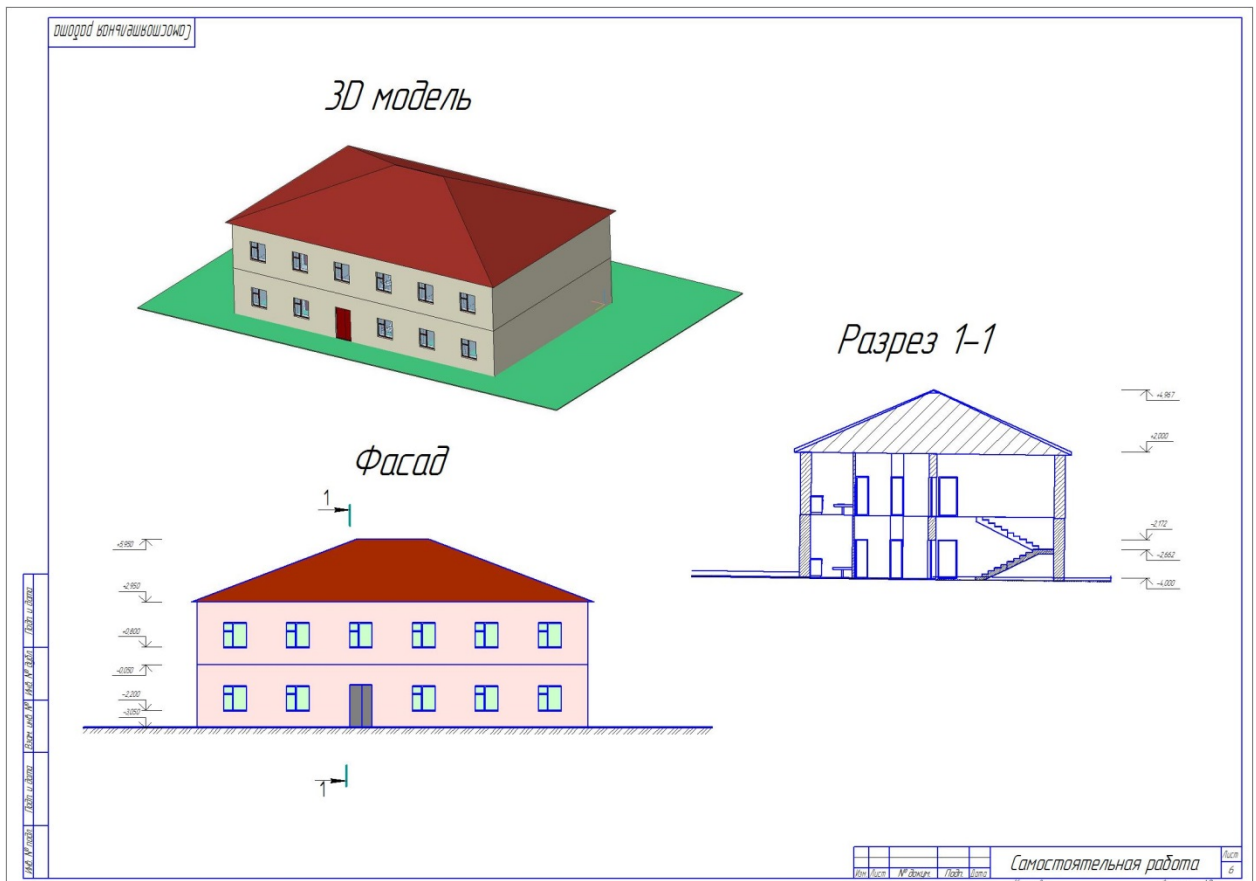 Самостоятельная работа
3D модель
Разрез 1-1
+4,967
+2,000
-0,172
-2,662
-4,000
Фасад
1
+5,950
+2,950
+0,800
-0,050
-2,200
-3,050
1
Подп. и дата
Инв. № дубл.
Взам. инв. №
Подп. и дата
Инв. № подл.
Изм. Лист № докум. Подп. Дата
Самостоятельная работа
Лист
6